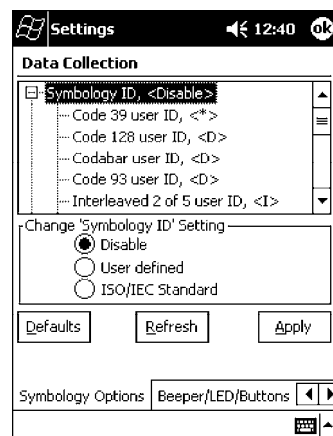 Settings 12:40 ok
Data Collection
Symbology ID, <Disable>
Code 39 user ID, <*>
Code 128 user ID, <D>
Codabar user ID, <D>
Code 93 user ID, <D>
Interleaved 2 of 5 user ID, <I>
Change 'Symbology ID' Setting
Disable
User defined
ISO/IEC Standard
Defaults Refresh Apply
Symbology Options Beeper/LED/Buttons